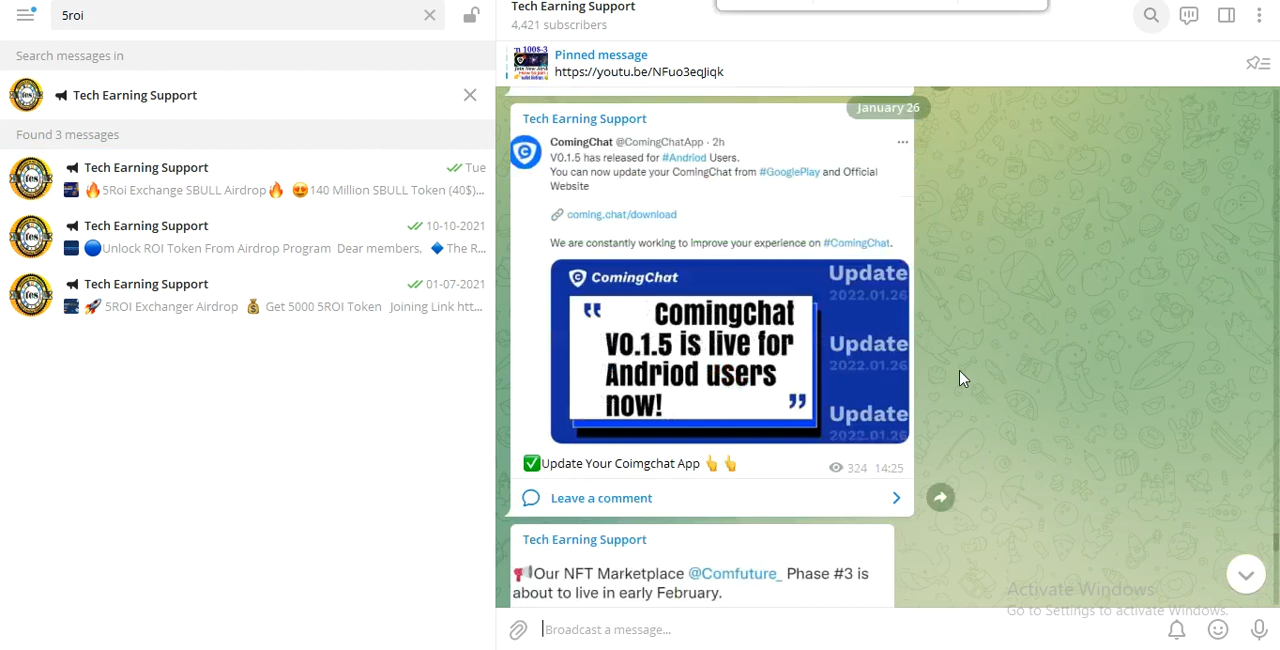 5roi
Search messages in
Tech Earning Support
Found 3 messages
Tech Earning Support
Tue
🔥5Roi Exchange SBULL Airdrop🔥 😍140 Million SBULL Token (40$)...
Tech Earning Support
10-10-2021
🔵Unlock ROI Token From Airdrop Program Dear members, 🔹The R...
Tech Earning Support
01-07-2021
🚀 5ROI Exchanger Airdrop 💰 Get 5000 5ROI Token Joining Link htt...
Tech Earning Support
4,421 subscribers
Pinned message
https://youtu.be/NFuo3eqJiqk
January 26
Tech Earning Support
ComingChat @ComingChatApp · 2h
V0.1.5 has released for #Andriod Users.
You can now update your ComingChat from #GooglePlay and Official
Website
🔗 coming.chat/download
We are constantly working to improve your experience on #ComingChat.
ComingChat
Update
2022.01.26
ComingChat
V0.1.5 is live for
Andriod users
now!
Update
2022.01.26
Update
2022.01.26
✅Update Your Coimgchat App 👆👆
324 14:25
Leave a comment
Tech Earning Support
📢Our NFT Marketplace @Comfuture_ Phase #3 is
about to live in early February.
Activate Windows
Go to Settings to activate Windows.
Broadcast a message...